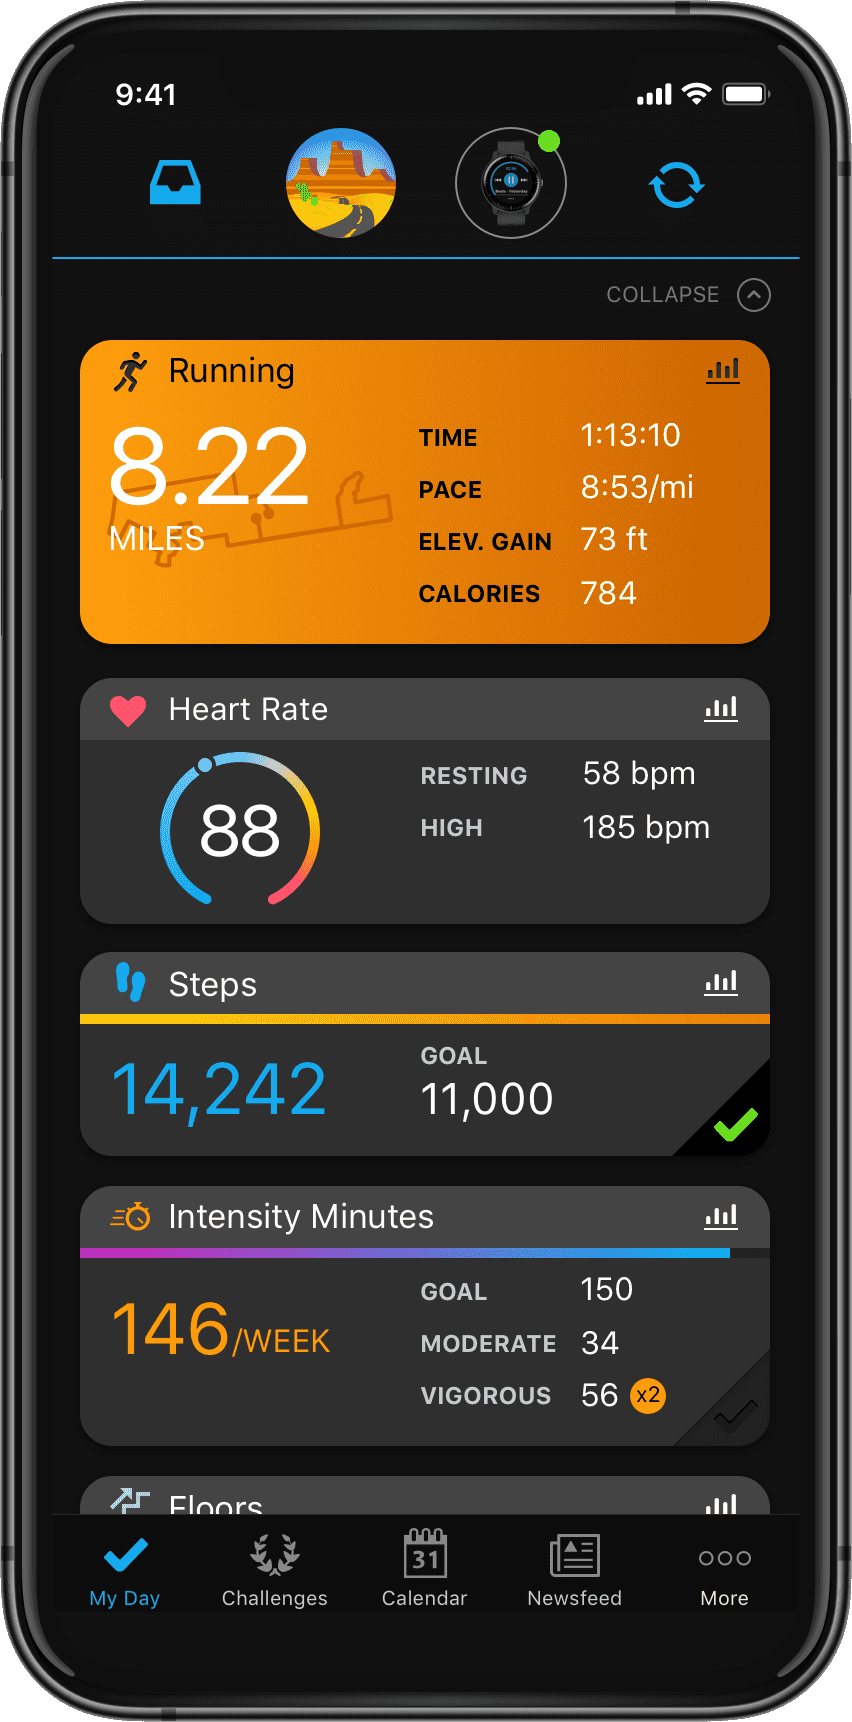 9:41
COLLAPSE
Running
8.22
MILES
TIME 1:13:10
PACE 8:53/mi
ELEV. GAIN 73 ft
CALORIES 784
Heart Rate
88
RESTING 58 bpm
HIGH 185 bpm
Steps
14,242
GOAL
11,000
Intensity Minutes
146/WEEK
GOAL 150
MODERATE 34
VIGOROUS 56 x2
Floors
31
My Day Challenges Calendar Newsfeed More